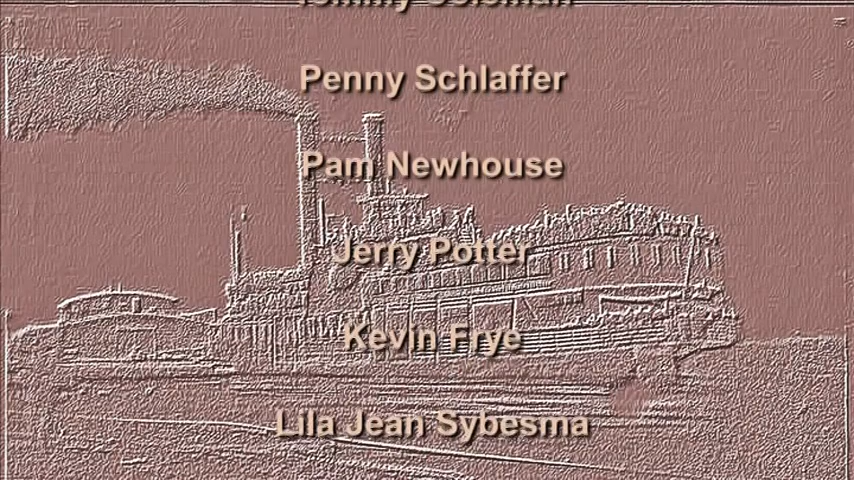 Penny Schlaffer
Pam Newhouse
Jerry Potter
Kevin Frye
Lila Jean Sybesma